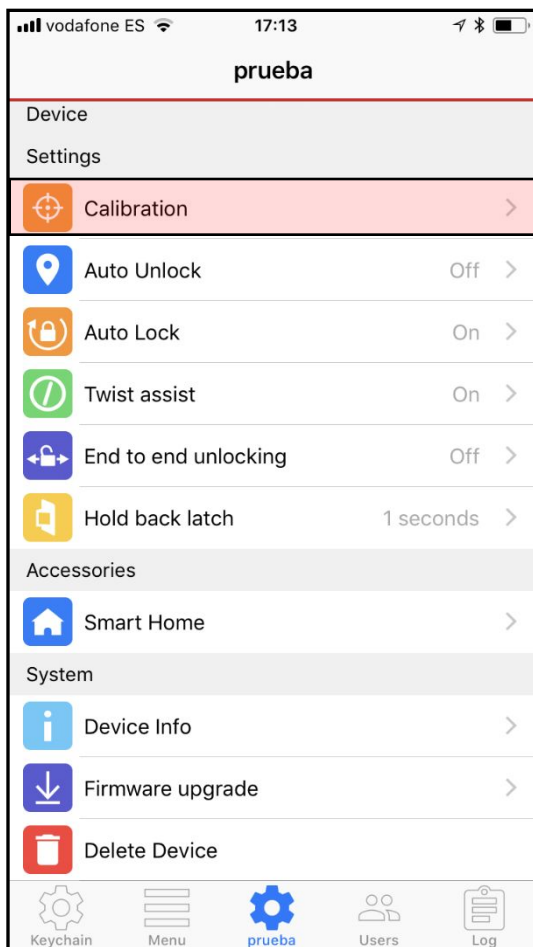 vodafone ES 17:13
prueba
Device
Settings
Calibration
Auto Unlock Off
Auto Lock On
Twist assist On
End to end unlocking Off
Hold back latch 1 seconds
Accessories
Smart Home
System
Device Info
Firmware upgrade
Delete Device
Keychain Menu prueba Users Log